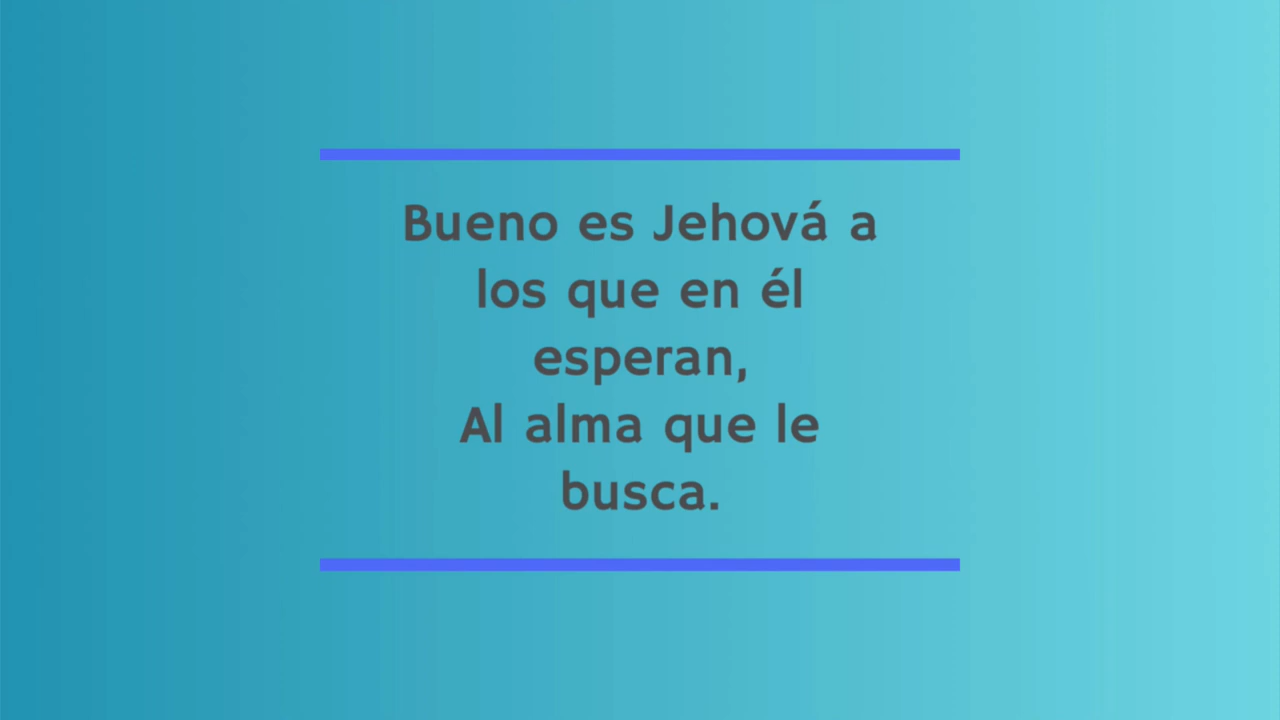 Bueno es Jehová a
los que en él
esperan,
Al alma que le
busca.